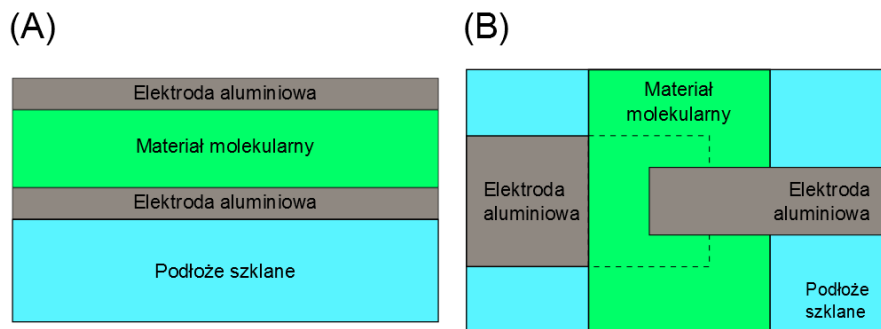 (A)
Elektroda aluminiowa
Materiał molekularny
Elektroda aluminiowa
Podłoże szklane
(B)
Materiał
molekularny
Elektroda
aluminiowa
Elektroda
aluminiowa
Podłoże
szklane